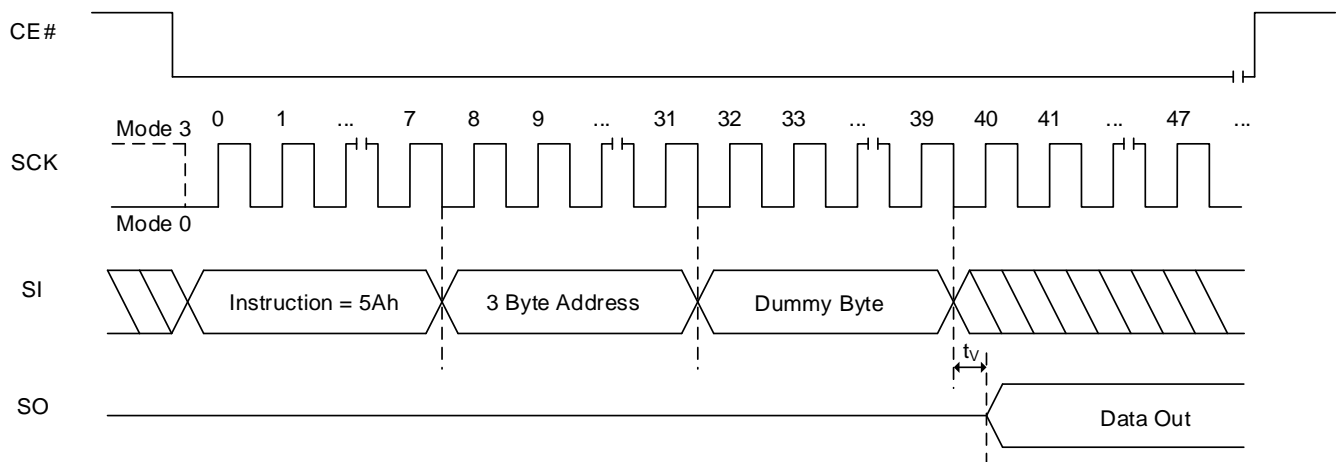 CE#
0 1 ... 7 8 9 ... 31 32 33 ... 39 40 41 ... 47 ...
Mode 3
SCK
Mode 0
SI Instruction = 5Ah 3 Byte Address Dummy Byte
tV
SO Data Out